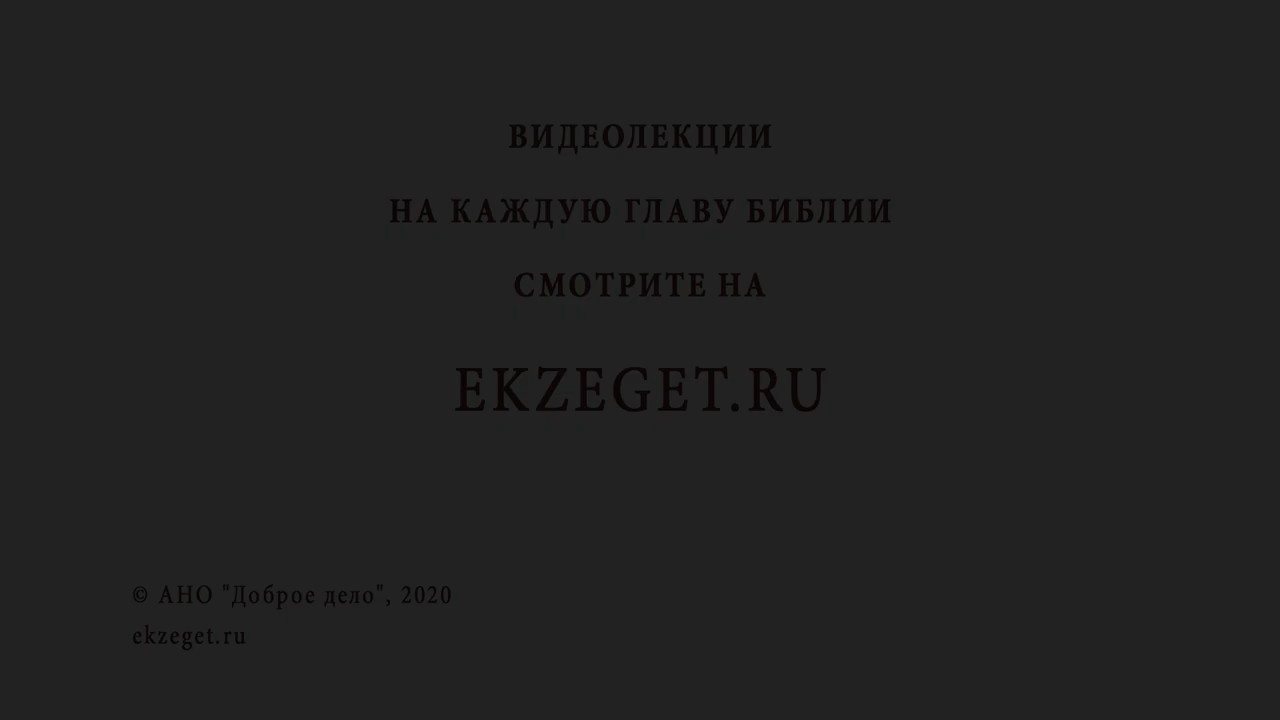 ВИДЕОЛЕКЦИИ
НА КАЖДУЮ ГЛАВУ БИБЛИИ
СМОТРИТЕ НА
EKZEGET.RU
© АНО "Доброе дело", 2020
ekzeget.ru